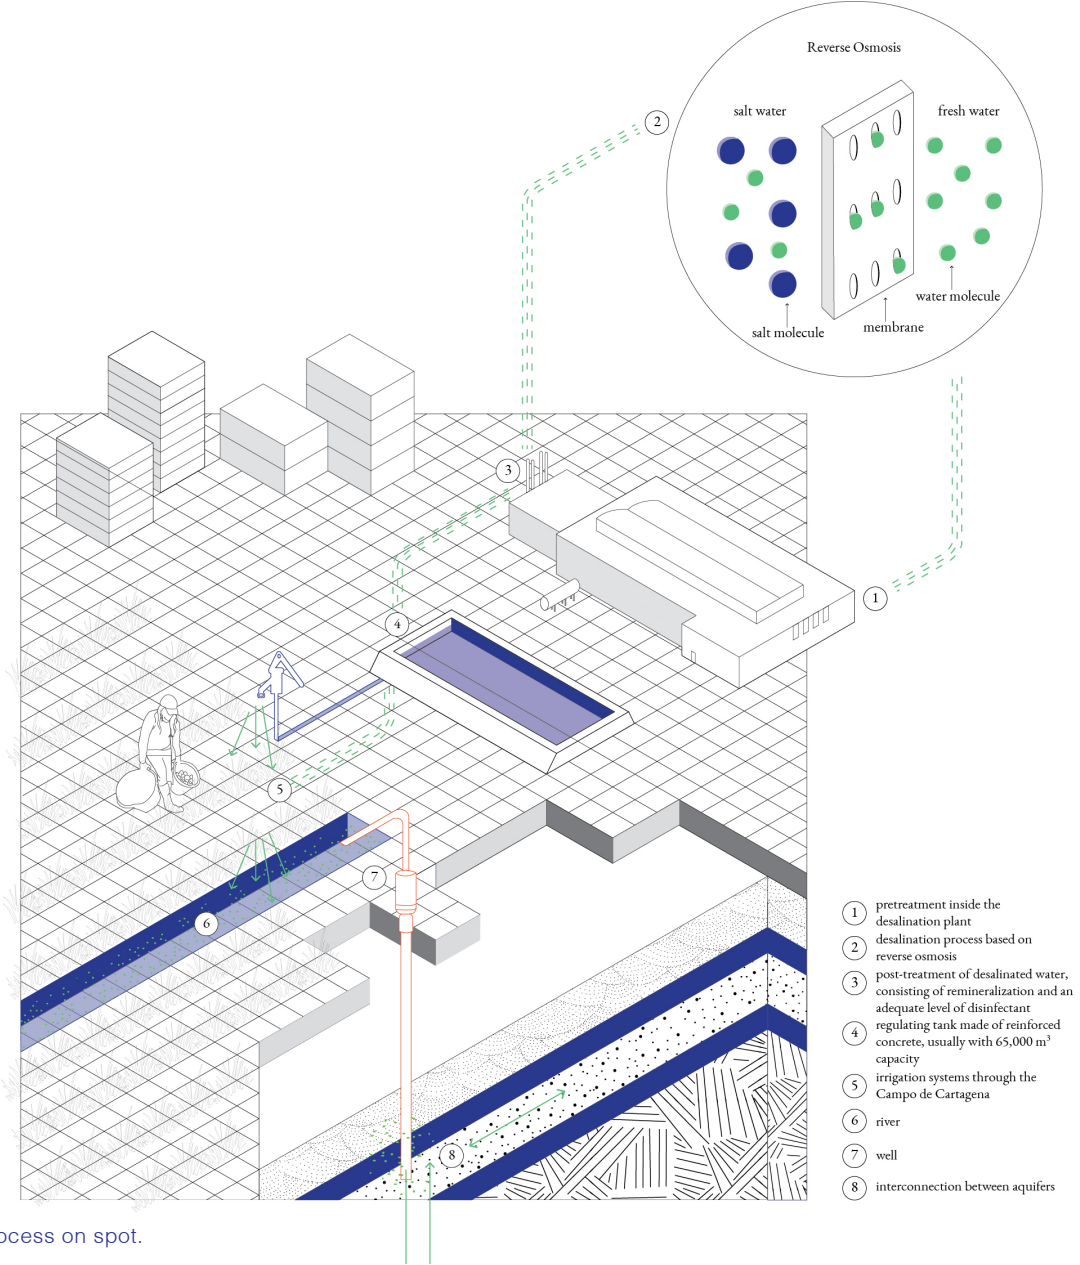 Reverse Osmosis
2
salt water
fresh water
water molecule
membrane
salt molecule
3
1
4
5
7
6
8
1 pretreatment inside the
desalination plant
2 desalination process based on
reverse osmosis
3 post-treatment of desalinated water,
consisting of remineralization and an
adequate level of disinfectant
4 regulating tank made of reinforced
concrete, usually with 65,000 m³
capacity
5 irrigation systems through the
Campo de Cartagena
6 river
7 well
8 interconnection between aquifers
ocess on spot.